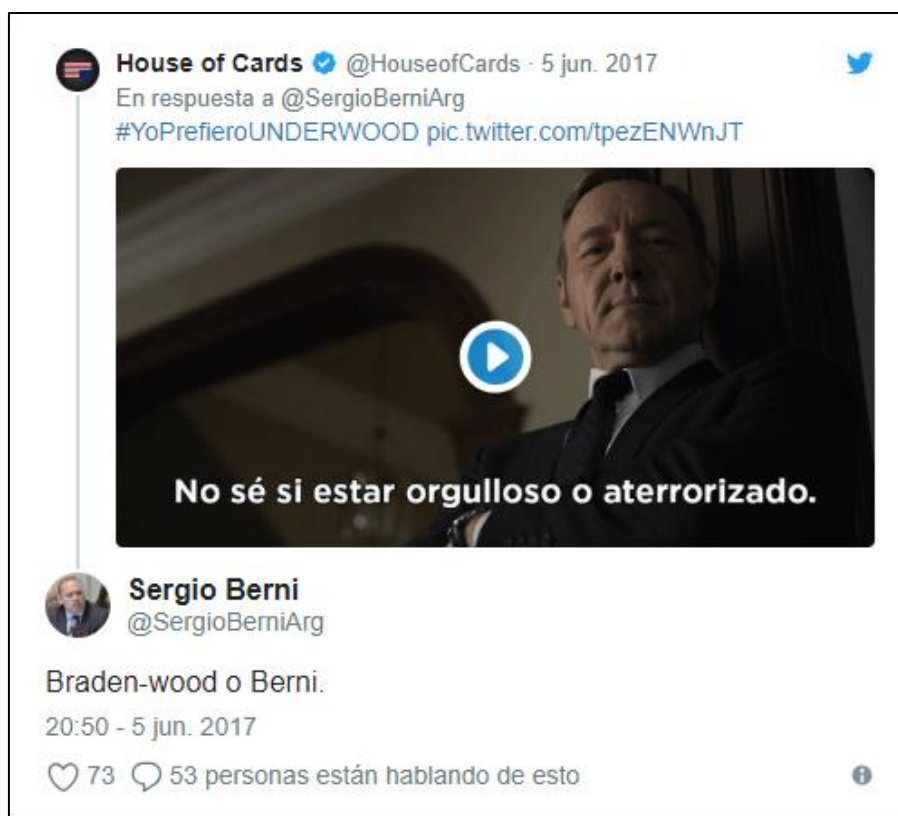 House of Cards @HouseofCards · 5 jun. 2017
En respuesta a @SergioBerniArg
#YoPrefieroUNDERWOOD pic.twitter.com/tpezENWnJT
No sé si estar orgulloso o aterrorizado.
Sergio Berni
@SergioBerniArg
Braden-wood o Berni.
20:50 - 5 jun. 2017
73 53 personas están hablando de esto